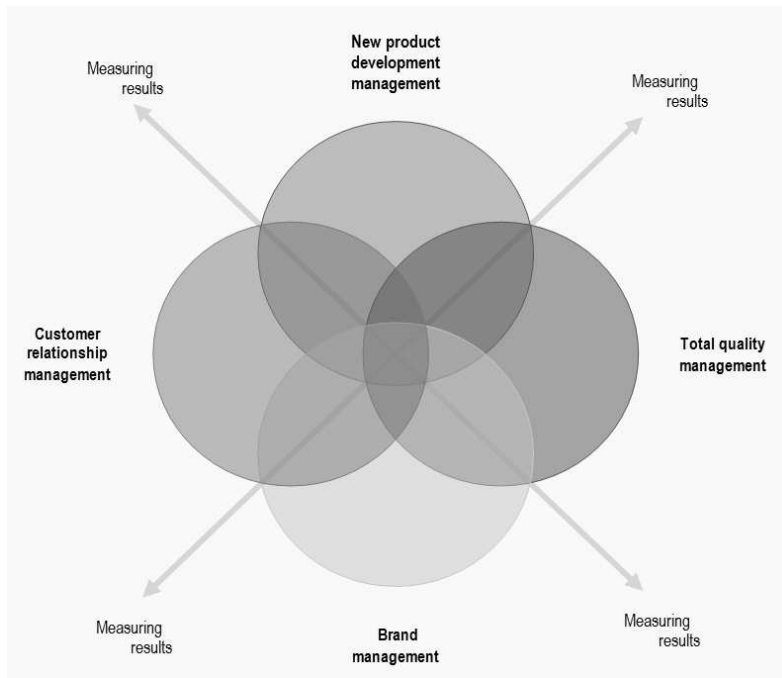 New product
development
management
Measuring
results
Measuring
results
Customer
relationship
management
Total quality
management
Measuring
results
Brand
management
Measuring
results